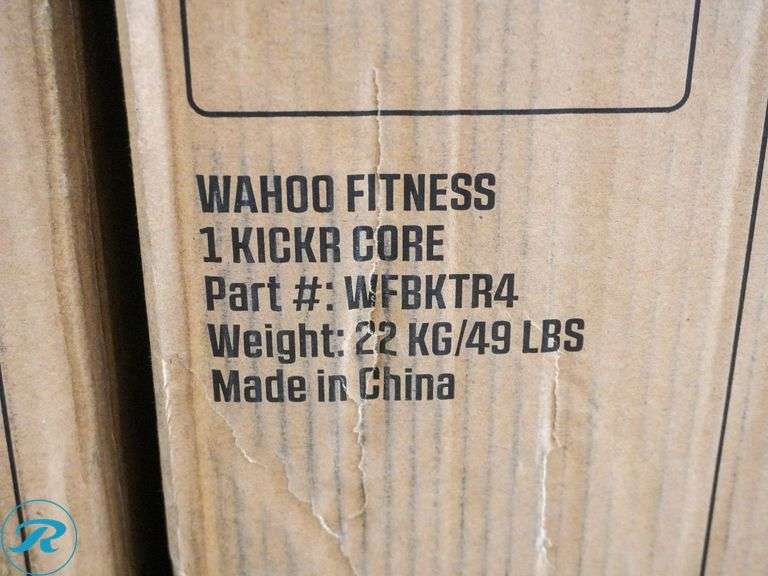 WAHOO FITNESS
1 KICKR CORE
Part #: WFBKTR4
Weight: 22 KG/49 LBS
Made in China
R